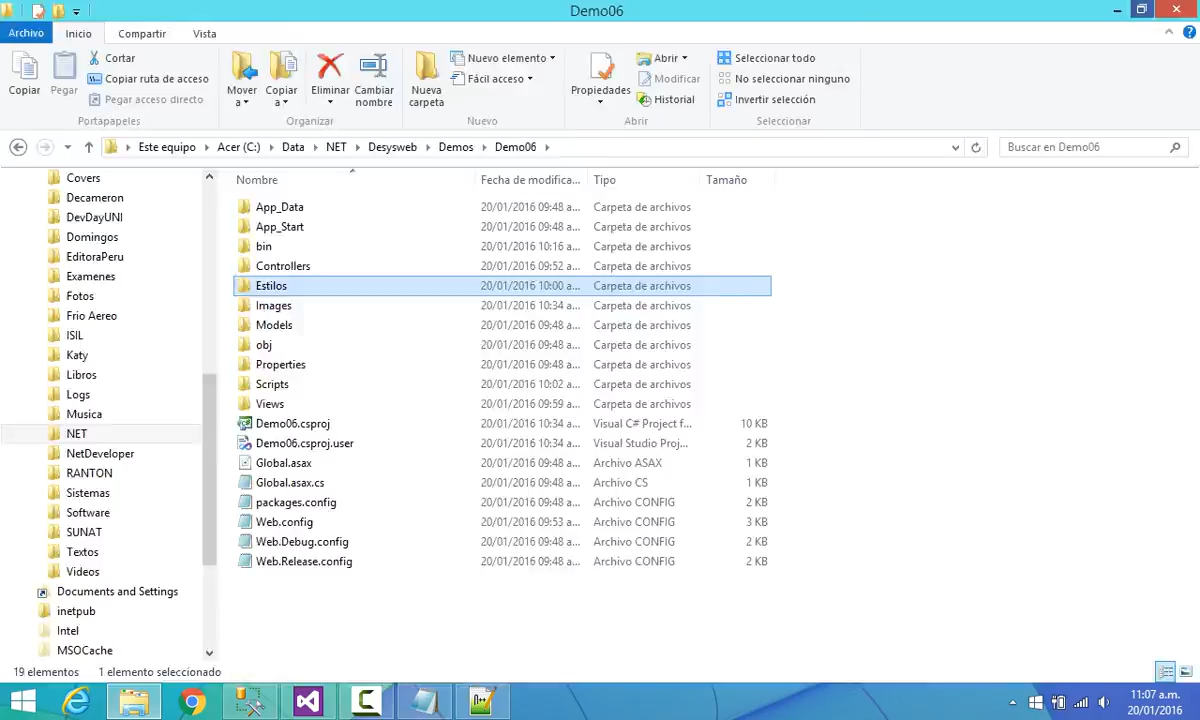 Demo06
Archivo Inicio Compartir Vista
Copiar
Pegar
Cortar
Copiar ruta de acceso
Pegar acceso directo
Portapapeles
Mover a
Copiar a
Eliminar
Cambiar nombre
Organizar
Nueva carpeta
Nuevo elemento
Fácil acceso
Nuevo
Propiedades
Abrir
Modificar
Historial
Abrir
Seleccionar todo
No seleccionar ninguno
Invertir selección
Seleccionar
Este equipo Acer (C:) Data NET Desysweb Demos Demo06
Buscar en Demo06
Covers
Decameron
DevDayUNI
Domingos
EditoraPeru
Examenes
Fotos
Frio Aereo
ISIL
Katy
Libros
Logs
Musica
NET
NetDeveloper
RANTON
Sistemas
Software
SUNAT
Textos
Videos
Documents and Settings
inetpub
Intel
MSOCache
Nombre Fecha de modifica... Tipo Tamaño
App_Data 20/01/2016 09:48 a... Carpeta de archivos
App_Start 20/01/2016 09:48 a... Carpeta de archivos
bin 20/01/2016 10:16 a... Carpeta de archivos
Controllers 20/01/2016 09:52 a... Carpeta de archivos
Estilos 20/01/2016 10:00 a... Carpeta de archivos
Images 20/01/2016 10:34 a... Carpeta de archivos
Models 20/01/2016 09:48 a... Carpeta de archivos
obj 20/01/2016 09:48 a... Carpeta de archivos
Properties 20/01/2016 09:48 a... Carpeta de archivos
Scripts 20/01/2016 10:02 a... Carpeta de archivos
Views 20/01/2016 09:59 a... Carpeta de archivos
Demo06.csproj 20/01/2016 10:34 a... Visual C# Project f... 10 KB
Demo06.csproj.user 20/01/2016 10:34 a... Visual Studio Proj... 2 KB
Global.asax 20/01/2016 09:48 a... Archivo ASAX 1 KB
Global.asax.cs 20/01/2016 09:48 a... Archivo CS 1 KB
packages.config 20/01/2016 09:48 a... Archivo CONFIG 2 KB
Web.config 20/01/2016 09:53 a... Archivo CONFIG 3 KB
Web.Debug.config 20/01/2016 09:48 a... Archivo CONFIG 2 KB
Web.Release.config 20/01/2016 09:48 a... Archivo CONFIG 2 KB
19 elementos 1 elemento seleccionado
11:07 a.m.
20/01/2016